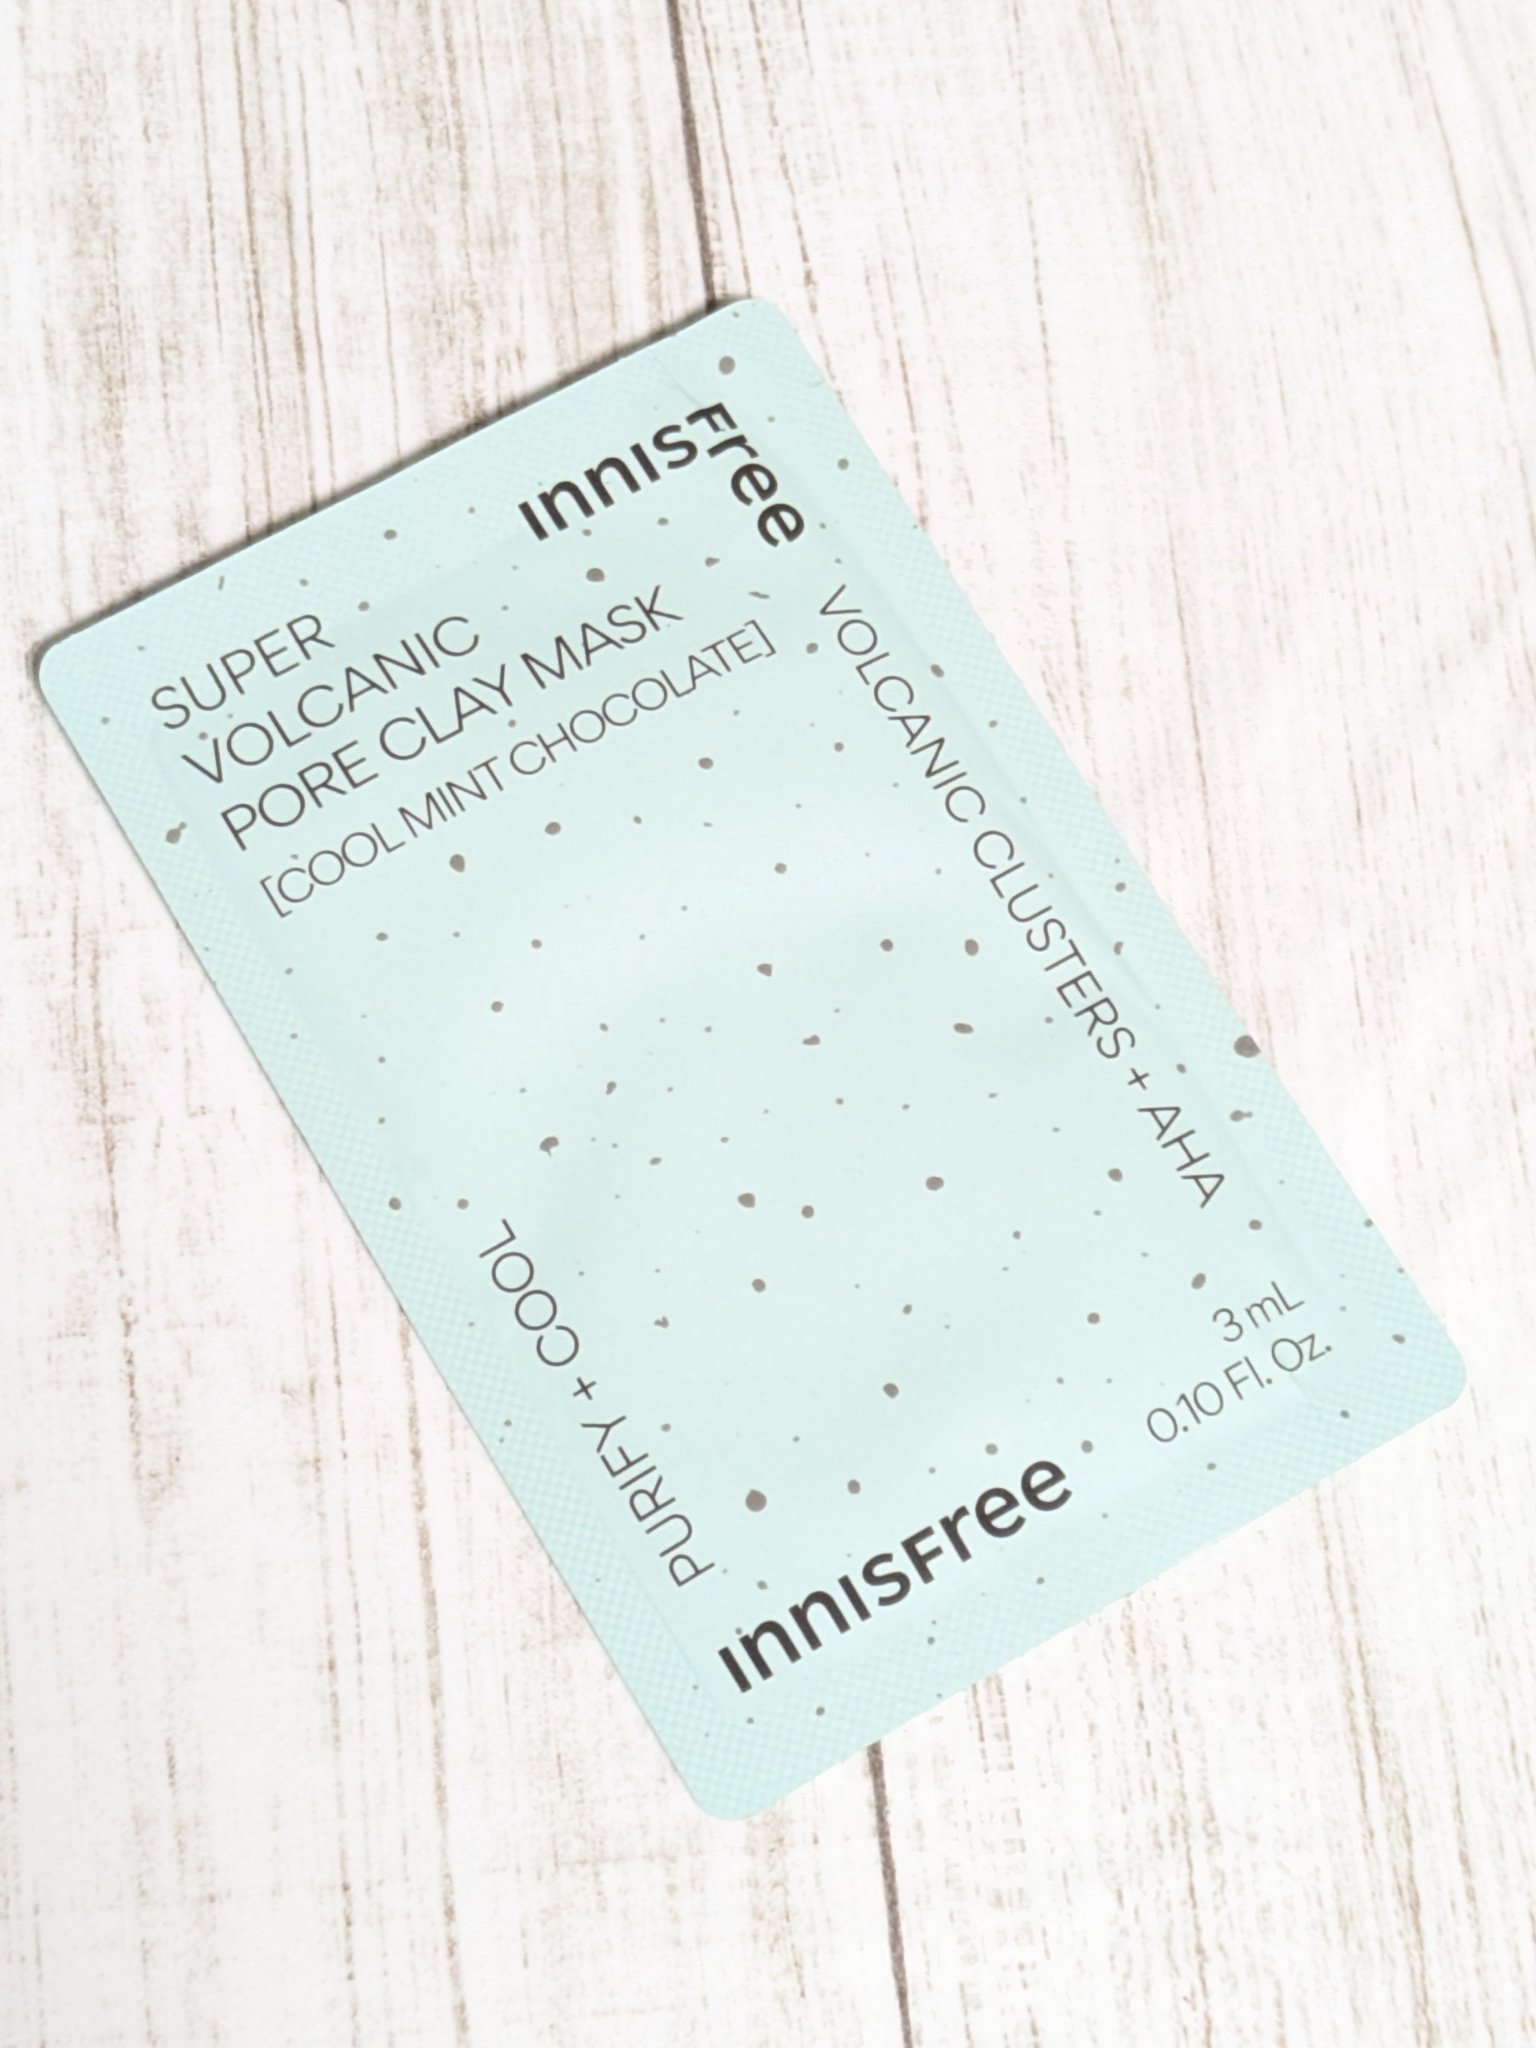 INNISFree
SUPER
VOLCANIC
PORE CLAY MASK
[COOL MINT CHOCOLATE]
VOLCANIC CLUSTERS + AHA
PURIFY + COOL
3 mL
0.10 Fl. Oz.
INNISFree